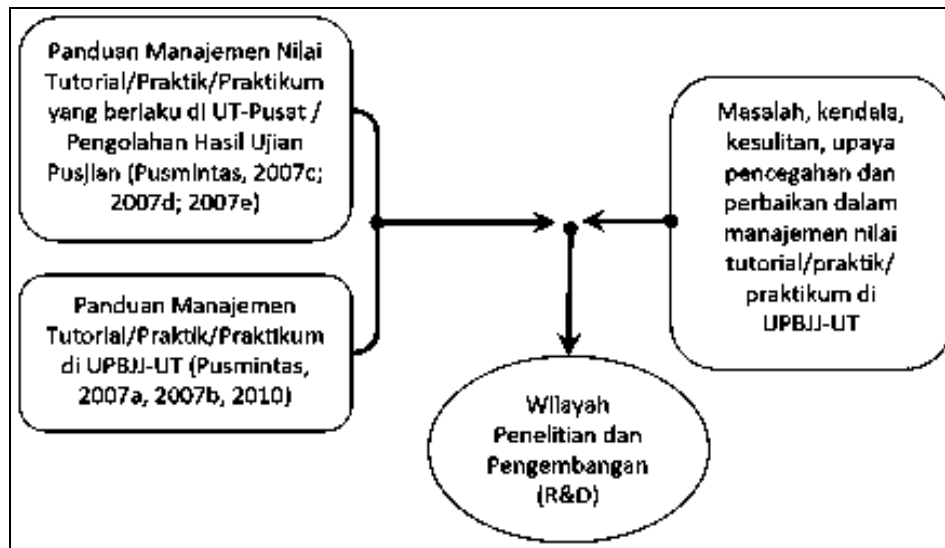 Panduan Manajemen Nilai
Tutorial/Praktik/Praktikum
yang berlaku di UT-Pusat /
Pengolahan Hasil Ujian
Pusjian (Pusmintas, 2007c;
2007d; 2007e)
Panduan Manajemen
Tutorial/Praktik/Praktikum
di UPBJJ-UT (Pusmintas,
2007a, 2007b, 2010)
Masalah, kendala,
kesulitan, upaya
pencegahan dan
perbaikan dalam
manajemen nilai
tutorial/praktik/
praktikum di
UPBJJ-UT
Wilayah
Penelitian dan
Pengembangan
(R&D)